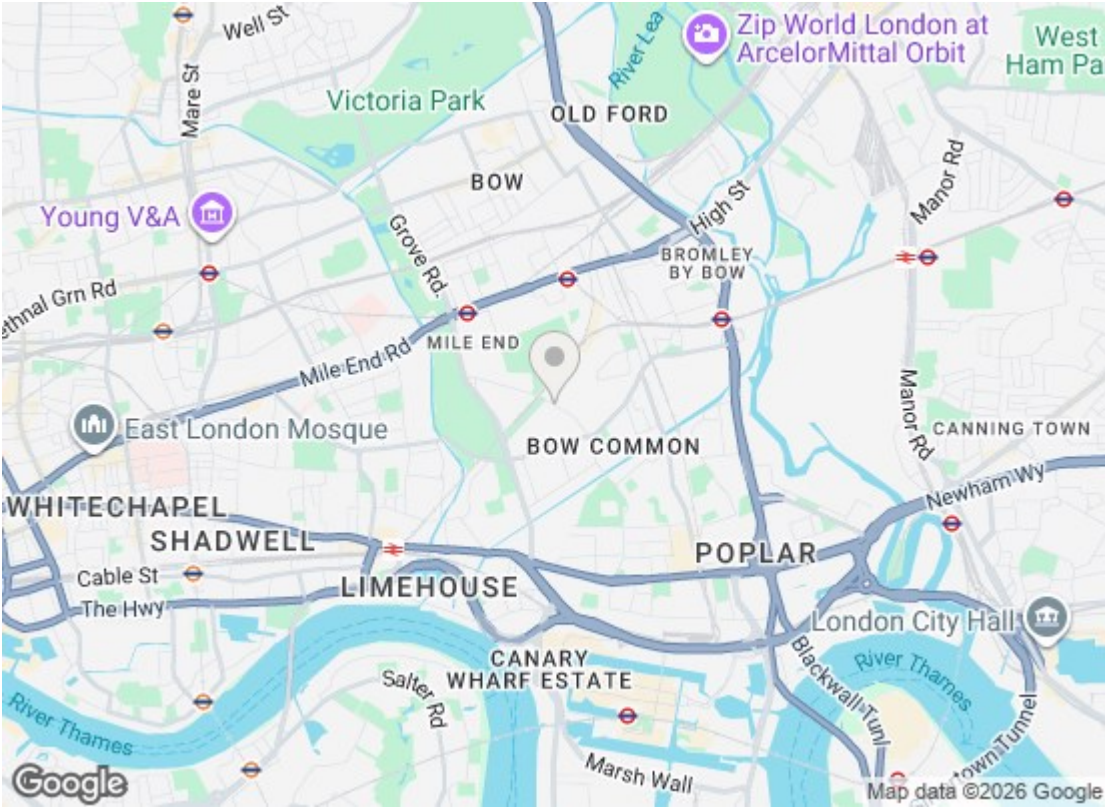 Well St
River Lea
Zip World London at
ArcelorMittal Orbit
West
Ham Pa
Mare St
Victoria Park
OLD FORD
BOW
Manor Rd
High St
Young V&A
Grove Rd.
BROMLEY
BY BOW
ethnal Grn Rd
MILE END
Mile End Rd
Manor Rd
East London Mosque
BOW COMMON
CANNING TOWN
Newham Wy
WHITECHAPEL
SHADWELL
POPLAR
Cable St
LIMEHOUSE
The Hwy
London City Hall
CANARY
WHARF ESTATE
Blackwall Tunl
River Thames
Salter Rd
River Thames
town Tunnel
Marsh Wall
Google
Map data ©2026 Google